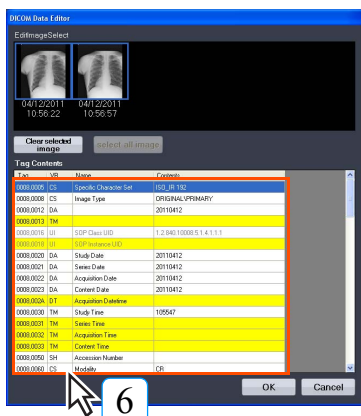 DICOM Data Editor
EditImageSelect
04/12/2011 04/12/2011
10:56:22 10:56:57
Clear selected image select all image
Tag Contents
Tag VR Name Contents
0008,0005 CS Specific Character Set ISO_IR 192
0008,0008 CS Image Type ORIGINAL\PRIMARY
0008,0012 DA 20110412
0008,0013 TM
0008,0016 UI SOP Class UID 1.2.840.10008.5.1.4.1.1.1
0008,0018 UI SOP Instance UID
0008,0020 DA Study Date 20110412
0008,0021 DA Series Date 20110412
0008,0022 DA Acquisition Date 20110412
0008,0023 DA Content Date 20110412
0008,002A DT Acquisition Datetime
0008,0030 TM Study Time 105547
0008,0031 TM Series Time
0008,0032 TM Acquisition Time
0008,0033 TM Content Time
0008,0050 SH Accession Number
0008,0060 CS Modality CR
OK Cancel
6